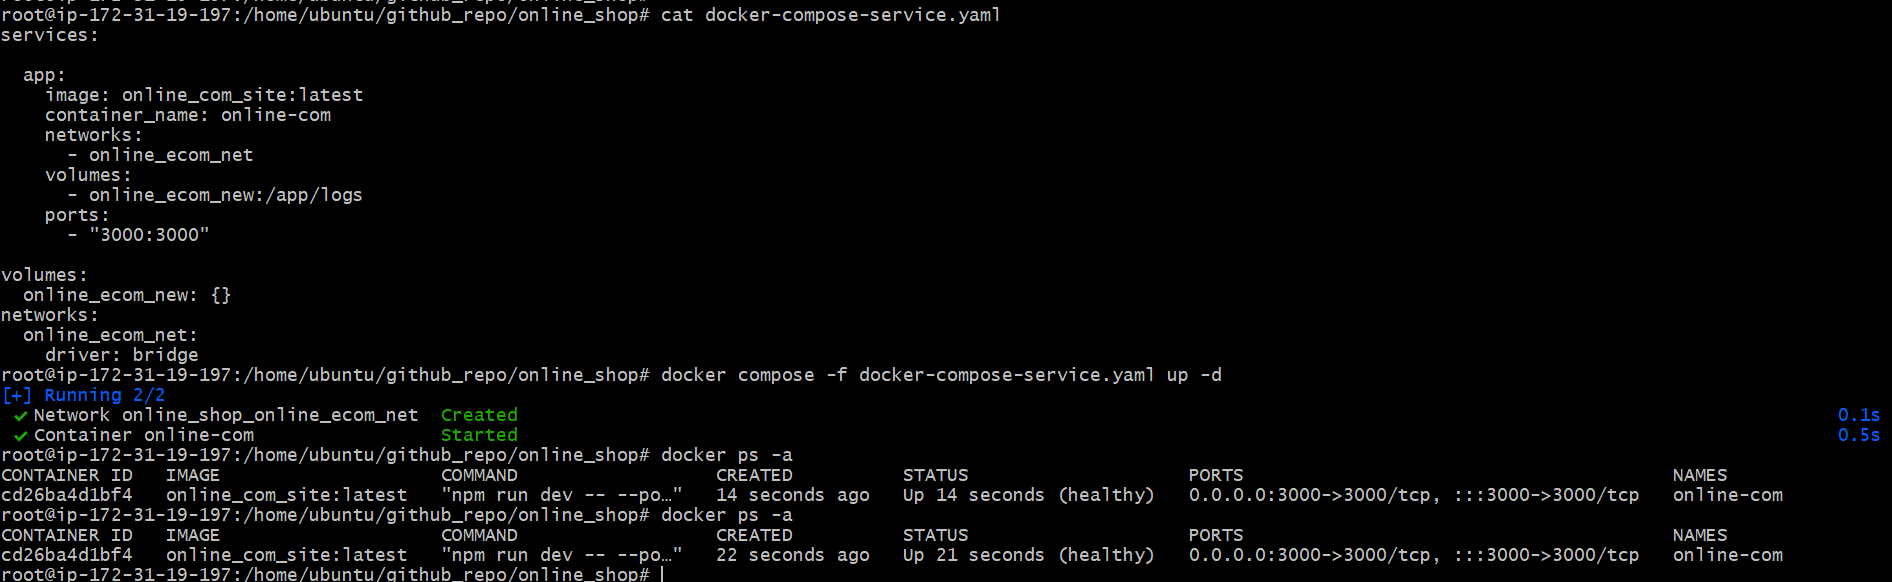 root@ip-172-31-19-197:/home/ubuntu/github_repo/online_shop# cat docker-compose-service.yaml
services:
  app:
    image: online_com_site:latest
    container_name: online-com
    networks:
      - online_ecom_net
    volumes:
      - online_ecom_new:/app/logs
    ports:
      - "3000:3000"
volumes:
  online_ecom_new: {}
networks:
  online_ecom_net:
    driver: bridge
root@ip-172-31-19-197:/home/ubuntu/github_repo/online_shop# docker compose -f docker-compose-service.yaml up -d
[+] Running 2/2
 ✓ Network online_shop_online_ecom_net  Created 0.1s
 ✓ Container online-com                 Started 0.5s
root@ip-172-31-19-197:/home/ubuntu/github_repo/online_shop# docker ps -a
CONTAINER ID   IMAGE                    COMMAND                  CREATED          STATUS                    PORTS                                       NAMES
cd26ba4d1bf4   online_com_site:latest   "npm run dev -- --po…"   14 seconds ago   Up 14 seconds (healthy)   0.0.0.0:3000->3000/tcp, :::3000->3000/tcp   online-com
root@ip-172-31-19-197:/home/ubuntu/github_repo/online_shop# docker ps -a
CONTAINER ID   IMAGE                    COMMAND                  CREATED          STATUS                    PORTS                                       NAMES
cd26ba4d1bf4   online_com_site:latest   "npm run dev -- --po…"   22 seconds ago   Up 21 seconds (healthy)   0.0.0.0:3000->3000/tcp, :::3000->3000/tcp   online-com
root@ip-172-31-19-197:/home/ubuntu/github_repo/online_shop#